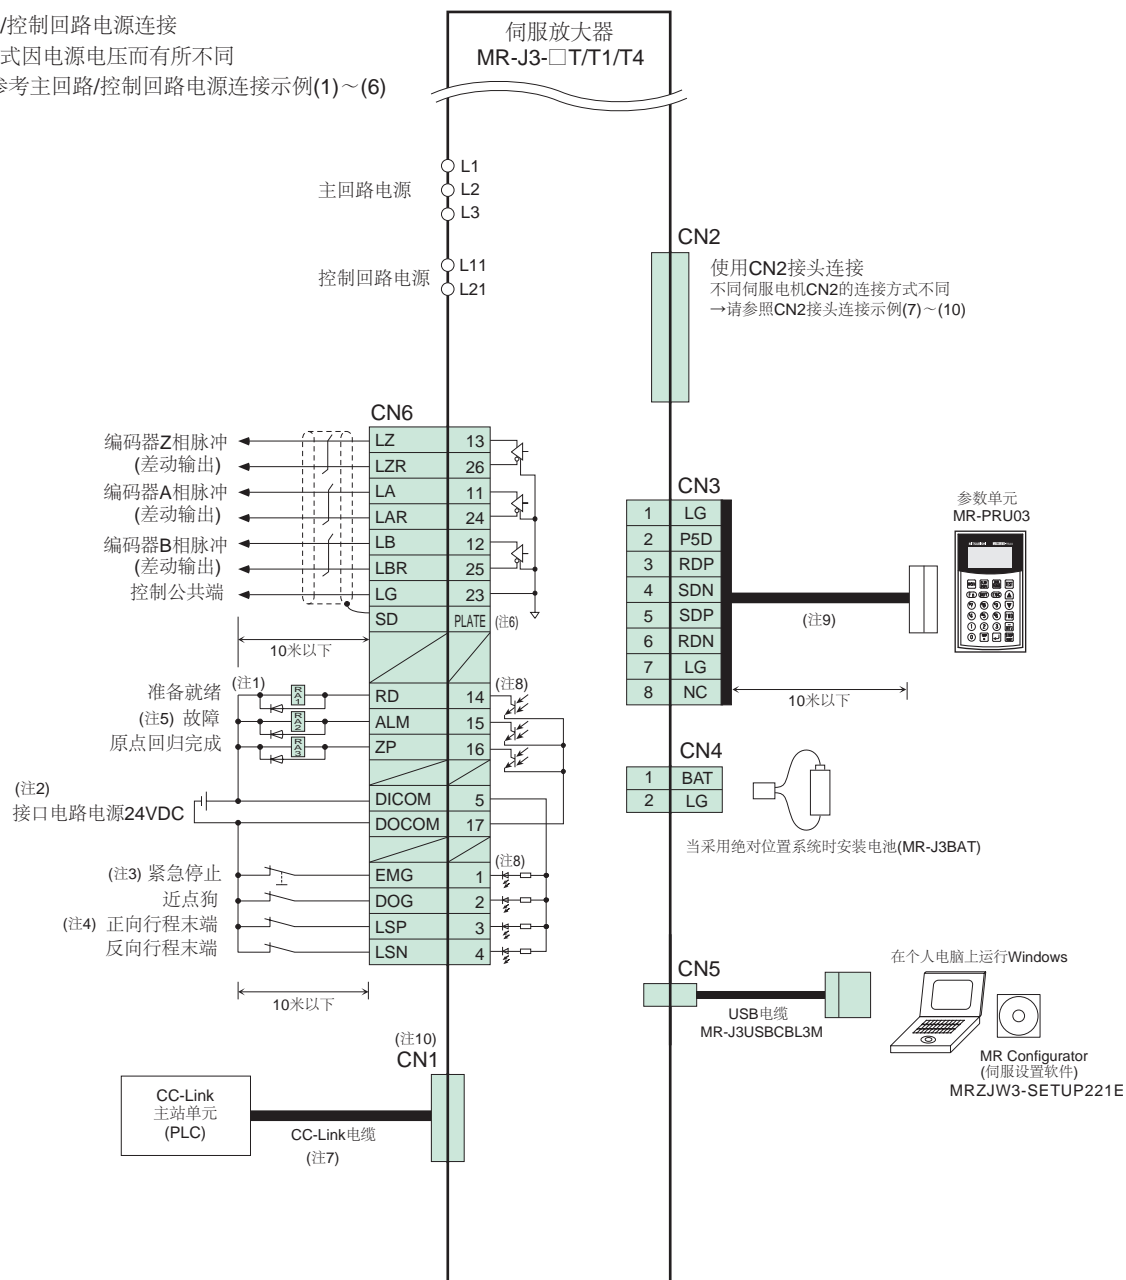 /控制回路电源连接
式因电源电压而有所不同
参考主回路/控制回路电源连接示例(1)～(6)
伺服放大器
MR-J3-□T/T1/T4
主回路电源
L1
L2
L3
控制回路电源
L11
L21
CN2
使用CN2接头连接
不同伺服电机CN2的连接方式不同
→请参照CN2接头连接示例(7)～(10)
CN6
编码器Z相脉冲
(差动输出)
编码器A相脉冲
(差动输出)
编码器B相脉冲
(差动输出)
控制公共端
LZ 13
LZR 26
LA 11
LAR 24
LB 12
LBR 25
LG 23
SD PLATE (注6)
10米以下
准备就绪 (注1) RA1 RD 14 (注8)
(注5) 故障 RA2 ALM 15
原点回归完成 RA3 ZP 16
(注2)
接口电路电源24VDC
DICOM 5
DOCOM 17
(注8)
(注3) 紧急停止 EMG 1
近点狗 DOG 2
(注4) 正向行程末端 LSP 3
反向行程末端 LSN 4
10米以下
(注10)
CN1
CC-Link
主站单元
(PLC)
CC-Link电缆
(注7)
CN3
1 LG
2 P5D
3 RDP
4 SDN
5 SDP
6 RDN
7 LG
8 NC
(注9)
10米以下
参数单元
MR-PRU03
CN4
1 BAT
2 LG
当采用绝对位置系统时安装电池(MR-J3BAT)
CN5
USB电缆
MR-J3USBCBL3M
在个人电脑上运行Windows
MR Configurator
(伺服设置软件)
MRZJW3-SETUP221E